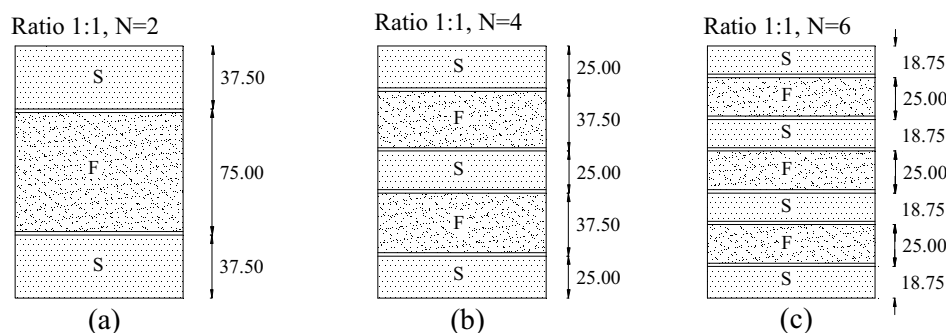 Ratio 1:1, N=2
S
37.50
F
75.00
S
37.50
(a)
Ratio 1:1, N=4
S
25.00
F
37.50
S
25.00
F
37.50
S
25.00
(b)
Ratio 1:1, N=6
S
18.75
F
25.00
S
18.75
F
25.00
S
18.75
F
25.00
S
18.75
(c)